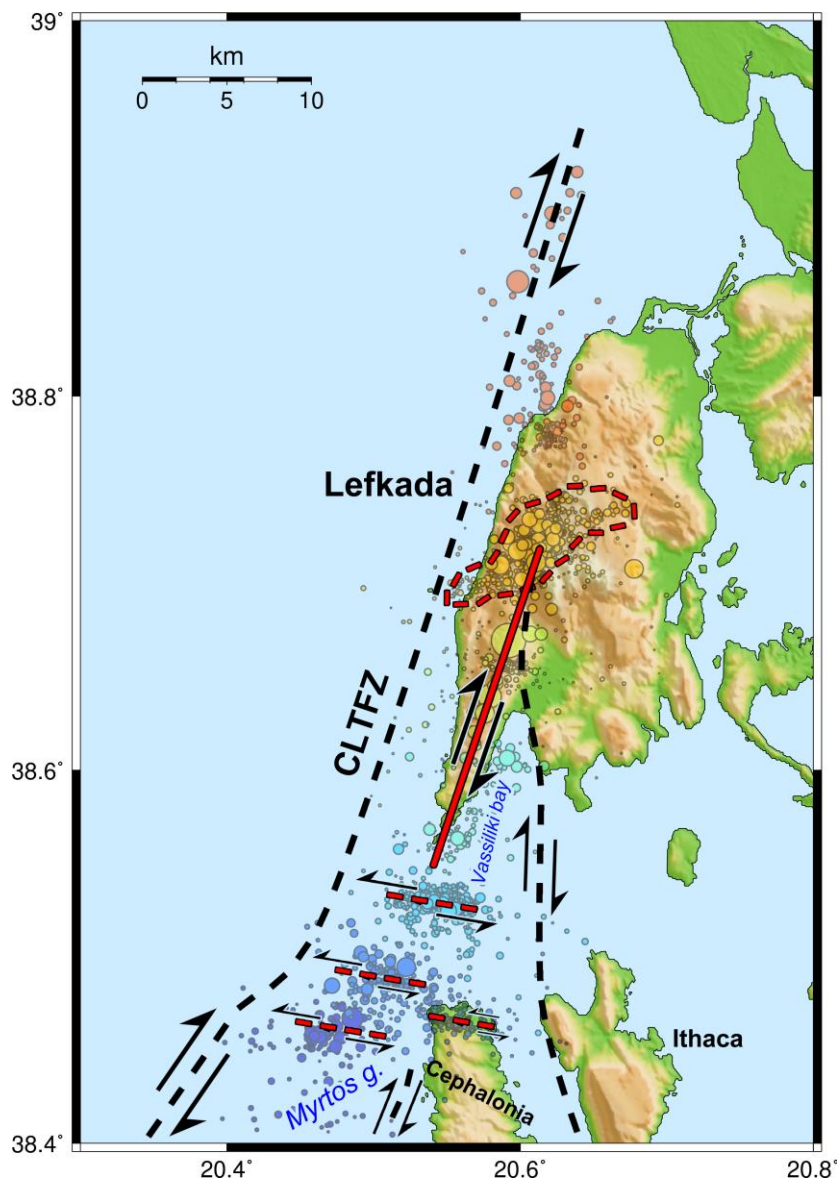 39°
km
0 5 10
38.8°
Lefkada
CLTFZ
38.6°
Vassiliki bay
Ithaca
Cephalonia
Myrtos g.
38.4°
20.4° 20.6° 20.8°